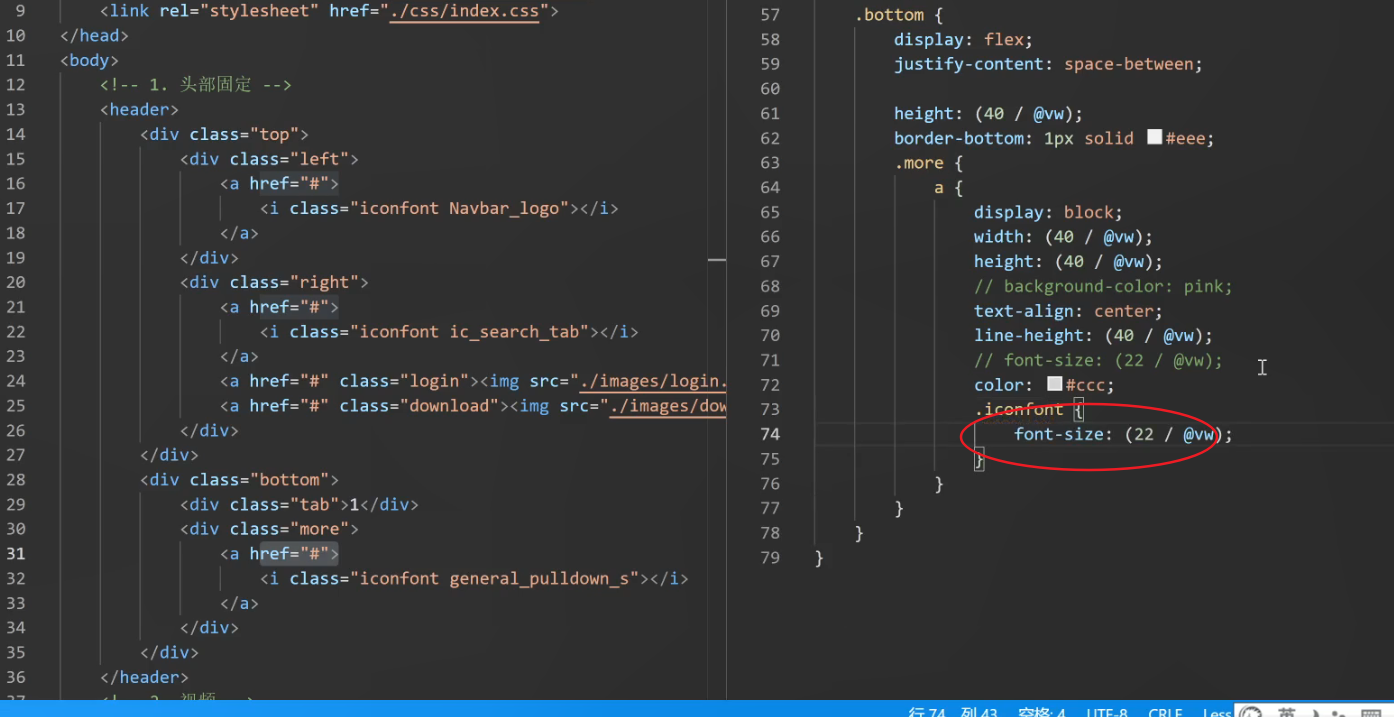 9 <link rel="stylesheet" href="./css/index.css">
10 </head>
11 <body>
12 <!-- 1. 头部固定 -->
13 <header>
14 <div class="top">
15 <div class="left">
16 <a href="#">
17 <i class="iconfont Navbar_logo"></i>
18 </a>
19 </div>
20 <div class="right">
21 <a href="#">
22 <i class="iconfont ic_search_tab"></i>
23 </a>
24 <a href="#" class="login"><img src="./images/login.
25 <a href="#" class="download"><img src="./images/dow
26 </div>
27 </div>
28 <div class="bottom">
29 <div class="tab">1</div>
30 <div class="more">
31 <a href="#">
32 <i class="iconfont general_pulldown_s"></i>
33 </a>
34 </div>
35 </div>
36 </header>
37 <!-- 2. 视频 -->
57 .bottom {
58 display: flex;
59 justify-content: space-between;
60
61 height: (40 / @vw);
62 border-bottom: 1px solid #eee;
63 .more {
64 a {
65 display: block;
66 width: (40 / @vw);
67 height: (40 / @vw);
68 // background-color: pink;
69 text-align: center;
70 line-height: (40 / @vw);
71 // font-size: (22 / @vw);
72 color: #ccc;
73 .iconfont {
74 font-size: (22 / @vw);
75 }
76 }
77 }
78 }
79 }
行 74, 列 43 空格: 4 UTF-8 CRLF Less 英